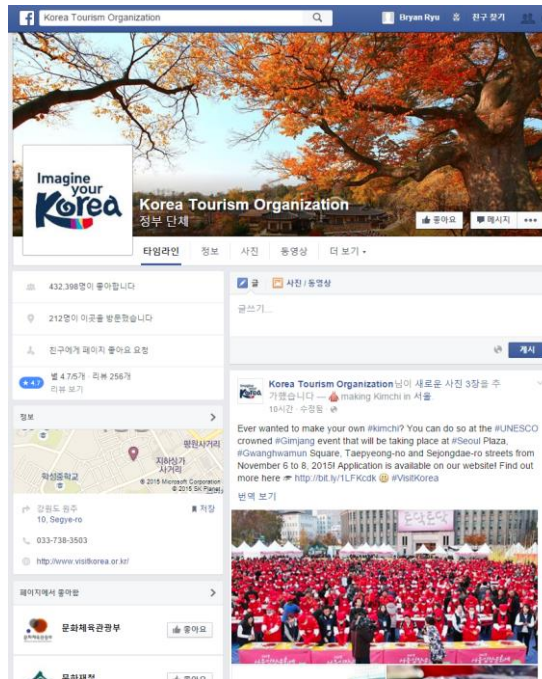 Korea Tourism Organization
Bryan Ryu 홈 친구 찾기
Imagine
your
Korea
Korea Tourism Organization
정부 단체
좋아요 메시지
타임라인 정보 사진 동영상 더 보기
432,398명이 좋아합니다
212명이 이곳을 방문했습니다
친구에게 페이지 좋아요 요청
4.7 별 4.7/5개 · 리뷰 256개
리뷰 보기
정보
평원사거리
지하상가
사거리
학성중학교
© 2015 Microsoft Corporation
© 2015 SK Planet
강원도 원주
10, Segye-ro
저장
033-738-3503
http://www.visitkorea.or.kr/
페이지에서 좋아함
문화체육관광부 좋아요
문화재청 좋아요
글 사진/동영상
글쓰기...
게시
Korea Tourism Organization님이 새로운 사진 3장을 추
가했습니다 — making Kimchi in 서울.
10시간 · 수정됨 ·
Ever wanted to make your own #kimchi? You can do so at the #UNESCO
crowned #Gimjang event that will be taking place at #Seoul Plaza,
#Gwanghwamun Square, Taepyeong-no and Sejongdae-ro streets from
November 6 to 8, 2015! Application is available on our website! Find out
more here http://bit.ly/1LFKcdk #VisitKorea
번역 보기